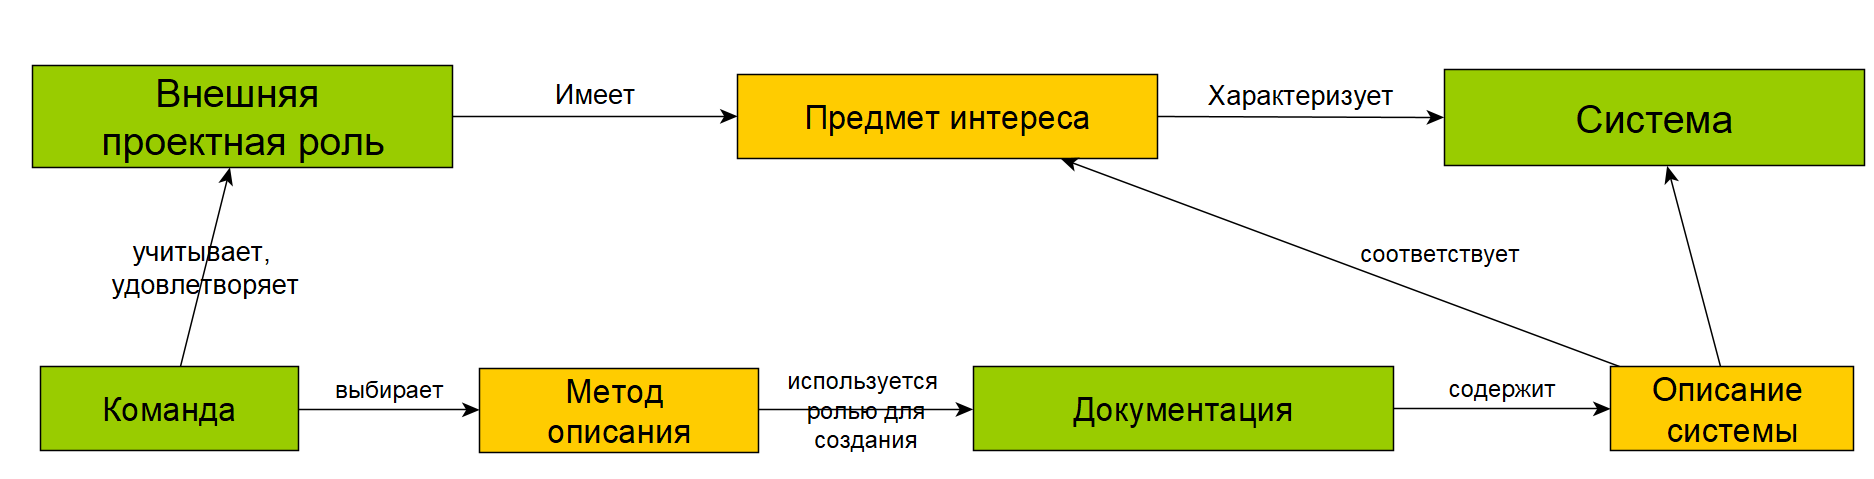 Внешняя
проектная роль
Имеет
Предмет интереса
Характеризует
Система
учитывает,
удовлетворяет
соответствует
Команда
выбирает
Метод
описания
используется
ролью для
создания
Документация
содержит
Описание
системы